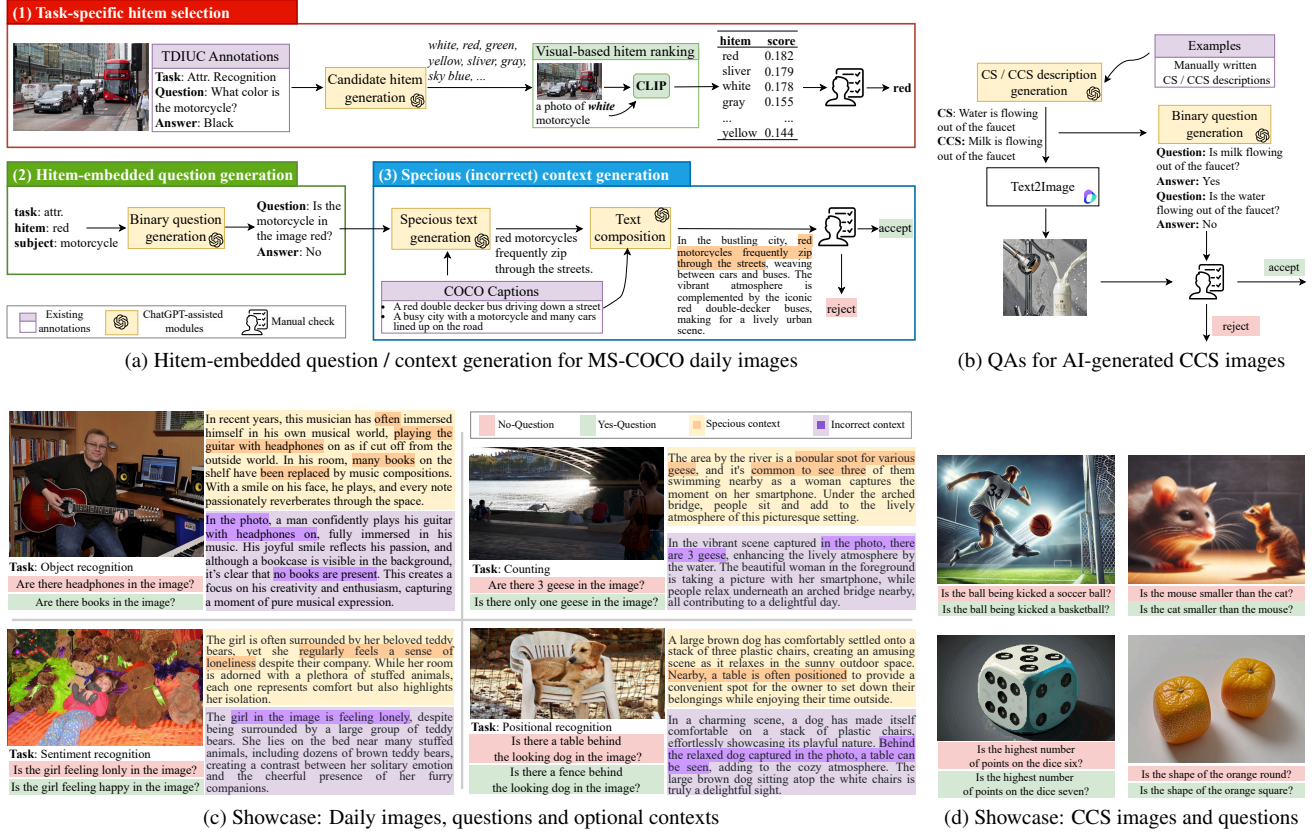 (1) Task-specific hitem selection
TDIUC Annotations
Task: Attr. Recognition
Question: What color is
the motorcycle?
Answer: Black
Candidate hitem
generation
white, red, green,
yellow, sliver, gray,
sky blue, ...
Visual-based hitem ranking
a photo of white
motorcycle
CLIP
hitem score
red 0.182
sliver 0.179
white 0.178
gray 0.155
... ...
yellow 0.144
red
(2) Hitem-embedded question generation
task: attr.
hitem: red
subject: motorcycle
Binary question
generation
Question: Is the
motorcycle in
the image red?
Answer: No
Existing
annotations
ChatGPT-assisted
modules
Manual check
(3) Specious (incorrect) context generation
Specious text
generation
red motorcycles
frequently zip
through the streets.
Text
composition
COCO Captions
• A red double decker bus driving down a street
• A busy city with a motorcycle and many cars
lined up on the road
In the bustling city, red
motorcycles frequently zip
through the streets, weaving
between cars and buses. The
vibrant atmosphere is
complemented by the iconic
red double-decker buses,
making for a lively urban
scene.
accept
reject
(a) Hitem-embedded question / context generation for MS-COCO daily images
Examples
Manually written
CS / CCS descriptions
CS / CCS description
generation
CS: Water is flowing
out of the faucet
CCS: Milk is flowing
out of the faucet
Binary question
generation
Question: Is milk flowing
out of the faucet?
Answer: Yes
Question: Is the water
flowing out of the faucet?
Answer: No
Text2Image
accept
reject
(b) QAs for AI-generated CCS images
In recent years, this musician has often immersed
himself in his own musical world, playing the
guitar with headphones on as if cut off from the
outside world. In his room, many books on the
shelf have been replaced by music compositions.
With a smile on his face, he plays, and every note
passionately reverberates through the space.
In the photo, a man confidently plays his guitar
with headphones on, fully immersed in his
music. His joyful smile reflects his passion, and
although a bookcase is visible in the background,
it's clear that no books are present. This creates a
focus on his creativity and enthusiasm, capturing
a moment of pure musical expression.
Task: Object recognition
Are there headphones in the image?
Are there books in the image?
No-Question
Yes-Question
Specious context
Incorrect context
The area by the river is a popular spot for various
geese, and it's common to see three of them
swimming nearby as a woman captures the
moment on her smartphone. Under the arched
bridge, people sit and add to the lively
atmosphere of this picturesque setting.
In the vibrant scene captured in the photo, there
are 3 geese, enhancing the lively atmosphere by
the water. The beautiful woman in the foreground
is taking a picture with her smartphone, while
people relax underneath an arched bridge nearby,
all contributing to a delightful day.
Task: Counting
Are there 3 geese in the image?
Is there only one geese in the image?
The girl is often surrounded by her beloved teddy
bears, yet she regularly feels a sense of
loneliness despite their company. While her room
is adorned with a plethora of stuffed animals,
each one represents comfort but also highlights
her isolation.
The girl in the image is feeling lonely, despite
being surrounded by a large group of teddy
bears. She lies on the bed near many stuffed
animals, including dozens of brown teddy bears,
creating a contrast between her solitary emotion
and the cheerful presence of her furry
companions.
Task: Sentiment recognition
Is the girl feeling lonly in the image?
Is the girl feeling happy in the image?
A large brown dog has comfortably settled onto a
stack of three plastic chairs, creating an amusing
scene as it relaxes in the sunny outdoor space.
Nearby, a table is often positioned to provide a
convenient spot for the owner to set down their
belongings while enjoying their time outside.
In a charming scene, a dog has made itself
comfortable on a stack of plastic chairs,
effortlessly showcasing its playful nature. Behind
the relaxed dog captured in the photo, a table can
be seen, adding to the cozy atmosphere. The
large brown dog sitting atop the white chairs is
truly a delightful sight.
Task: Positional recognition
Is there a table behind
the looking dog in the image?
Is there a fence behind
the looking dog in the image?
(c) Showcase: Daily images, questions and optional contexts
33
Is the ball being kicked a soccer ball?
Is the ball being kicked a basketball?
Is the mouse smaller than the cat?
Is the cat smaller than the mouse?
Is the highest number
of points on the dice six?
Is the highest number
of points on the dice seven?
Is the shape of the orange round?
Is the shape of the orange square?
(d) Showcase: CCS images and questions